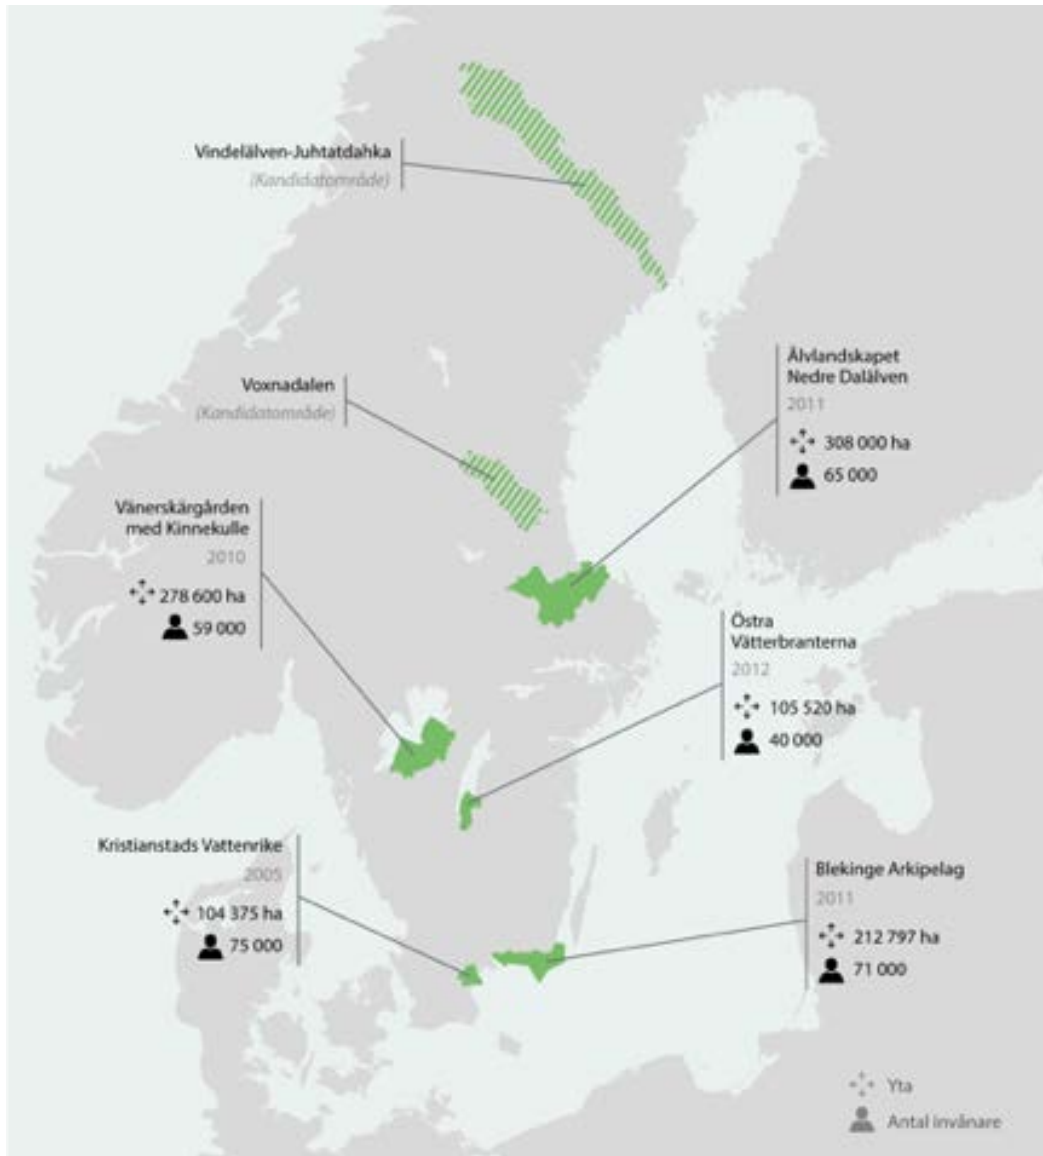 Vindelälven-Juhtatdahka
(Kandidatområde)
Voxnadalen
(Kandidatområde)
Älvlandskapet
Nedre Dalälven
2011
308 000 ha
65 000
Vänerskärgården
med Kinnekulle
2010
278 600 ha
59 000
Östra
Vätterbranterna
2012
105 520 ha
40 000
Kristianstads Vattenrike
2005
104 375 ha
75 000
Blekinge Arkipelag
2011
212 797 ha
71 000
Yta
Antal invånare